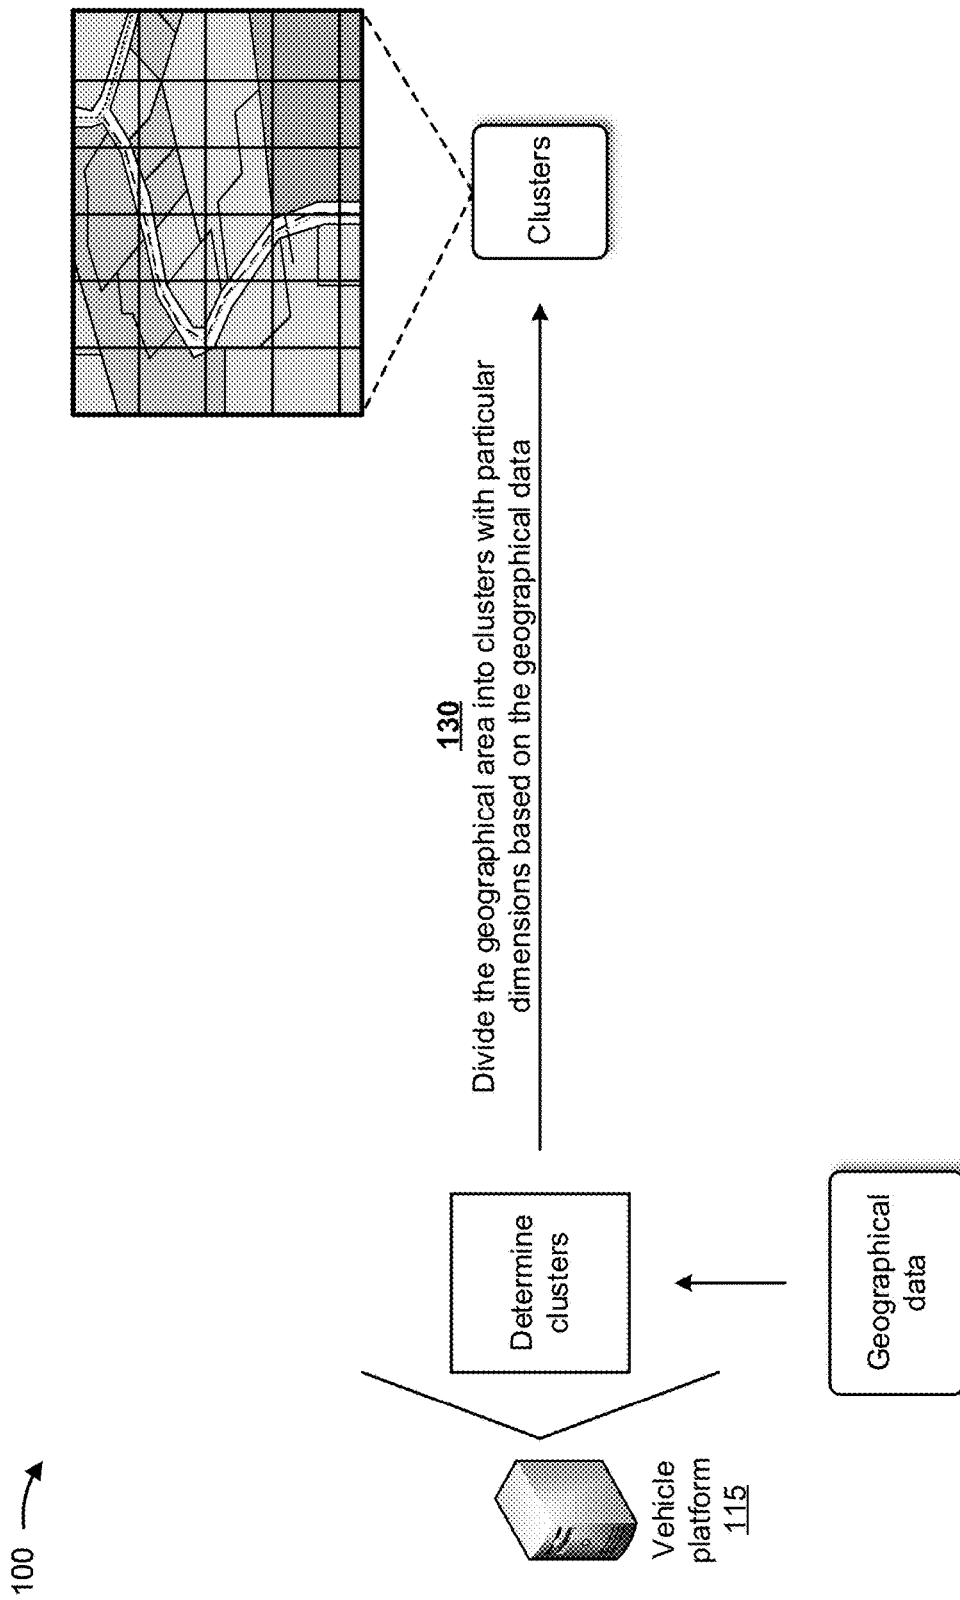 100
Vehicle
platform
115
Determine
clusters
Geographical
data
130
Divide the geographical area into clusters with particular
dimensions based on the geographical data
Clusters